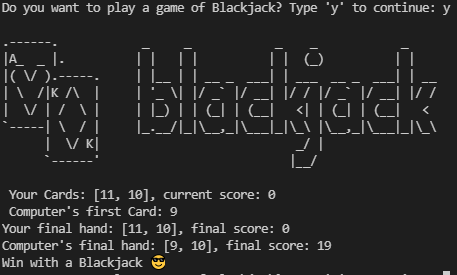 Do you want to play a game of Blackjack? Type 'y' to continue: y
.------.
|A_  _ |.
|( \/ ).-----.
| \  /|K /\  |
|  \/ | /  \ |
`-----| \  / |
      |  \/ K|
      `------'
blackjack
 Your Cards: [11, 10], current score: 0
 Computer's first Card: 9
Your final hand: [11, 10], final score: 0
Computer's final hand: [9, 10], final score: 19
Win with a Blackjack 😎